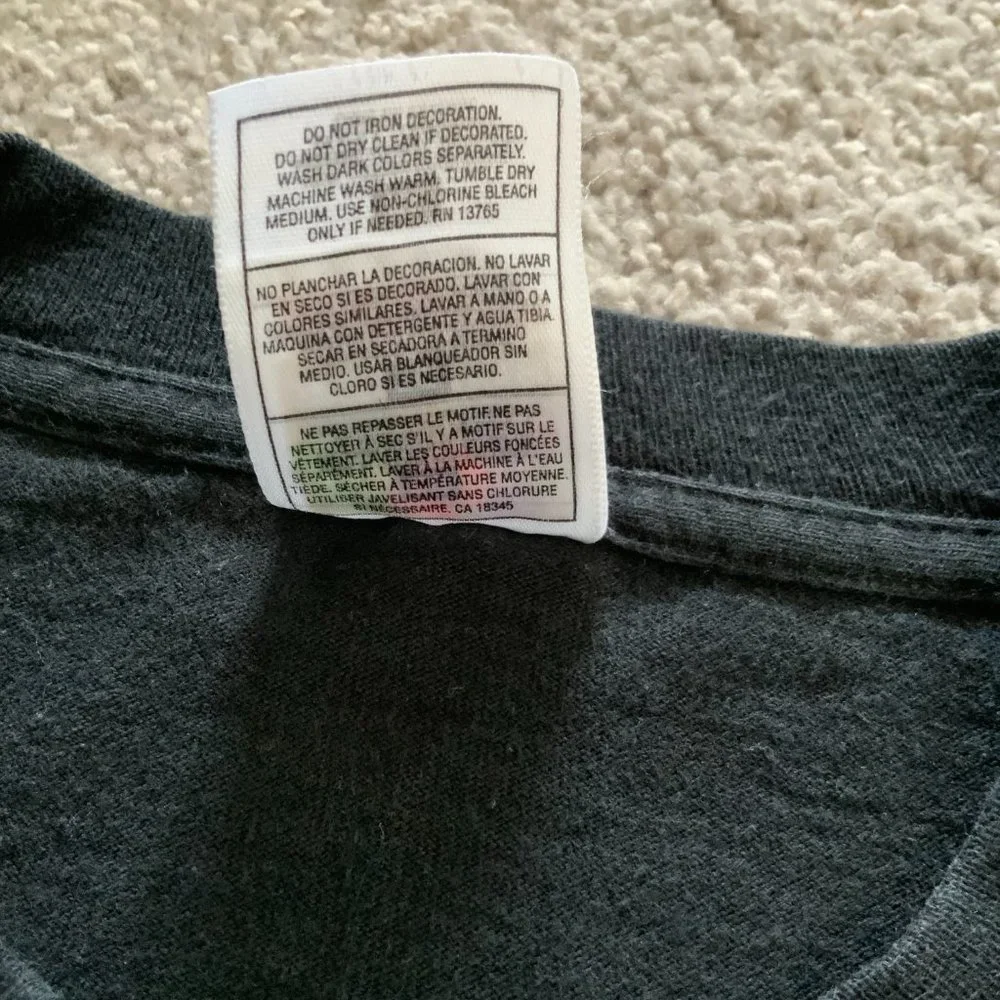 DO NOT IRON DECORATION.
DO NOT DRY CLEAN IF DECORATED.
WASH DARK COLORS SEPARATELY.
MACHINE WASH WARM, TUMBLE DRY
MEDIUM. USE NON-CHLORINE BLEACH
ONLY IF NEEDED. RN 13765
NO PLANCHAR LA DECORACION. NO LAVAR
EN SECO SI ES DECORADO. LAVAR CON
COLORES SIMILARES. LAVAR A MANO O A
MAQUINA CON DETERGENTE Y AGUA TIBIA.
SECAR EN SECADORA A TERMINO
MEDIO. USAR BLANQUEADOR SIN
CLORO SI ES NECESARIO.
NE PAS REPASSER LE MOTIF. NE PAS
NETTOYER À SEC S'IL Y A MOTIF SUR LE
VÊTEMENT. LAVER LES COULEURS FONCÉES
SÉPARÉMENT. LAVER À LA MACHINE À L'EAU
TIÈDE. SÉCHER À TEMPÉRATURE MOYENNE.
UTILISER JAVELISANT SANS CHLORURE
SI NÉCESSAIRE. CA 18345